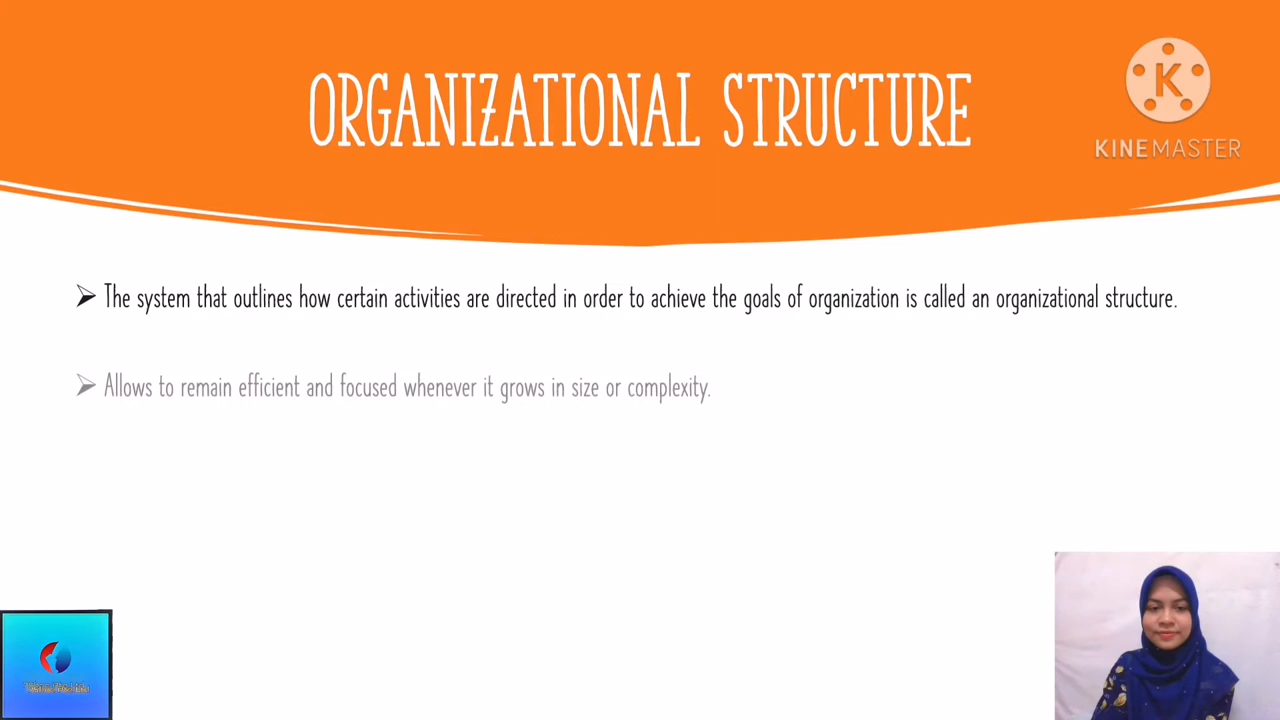 ORGANIZATIONAL STRUCTURE
K
KINEMASTER
➢ The system that outlines how certain activities are directed in order to achieve the goals of organization is called an organizational structure.
➢ Allows to remain efficient and focused whenever it grows in size or complexity.